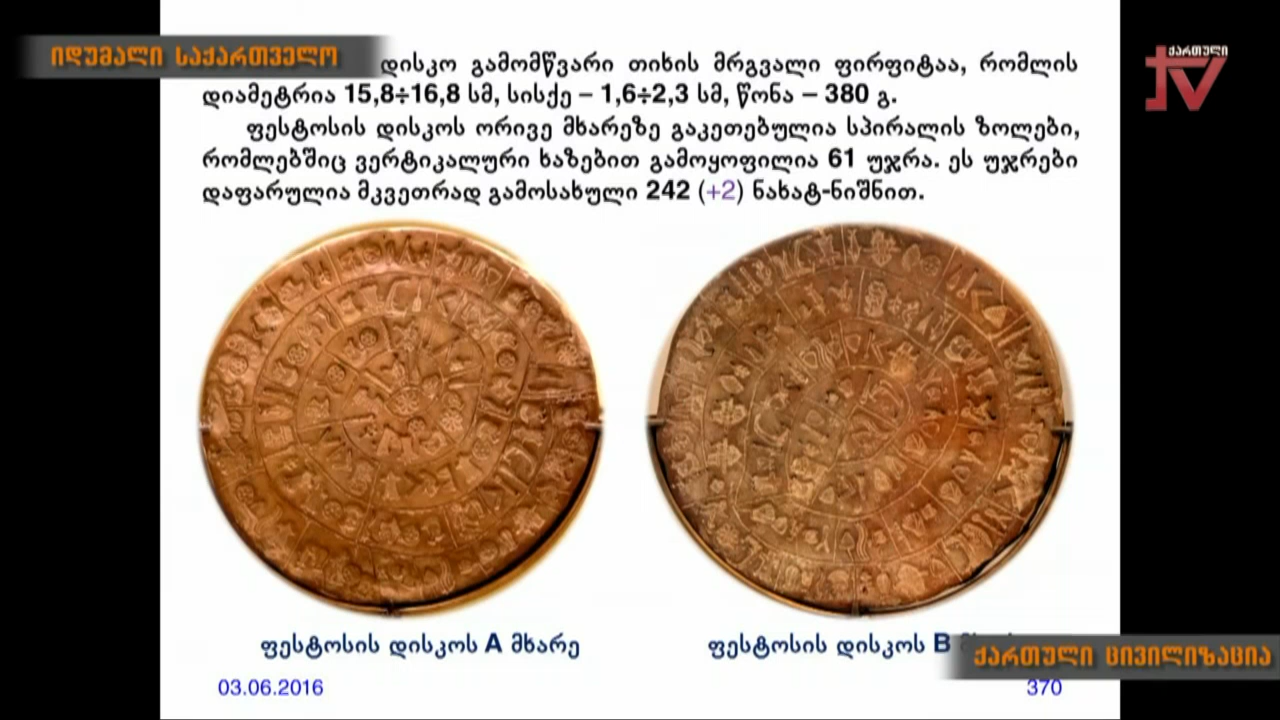 იდუმალი საქართველო
ქართული
TV
დისკო გამომწვარი თიხის მრგვალი ფირფიტაა, რომლის
დიამეტრია 15,8÷16,8 სმ, სისქე – 1,6÷2,3 სმ, წონა – 380 გ.
ფესტოსის დისკოს ორივე მხარეზე გაკეთებულია სპირალის ზოლები,
რომლებშიც ვერტიკალური ხაზებით გამოყოფილია 61 უჯრა. ეს უჯრები
დაფარულია მკვეთრად გამოსახული 242 (+2) ნახატ-ნიშნით.
ფესტოსის დისკოს A მხარე
ფესტოსის დისკოს B
ქართული ცივილიზაცია
03.06.2016
370